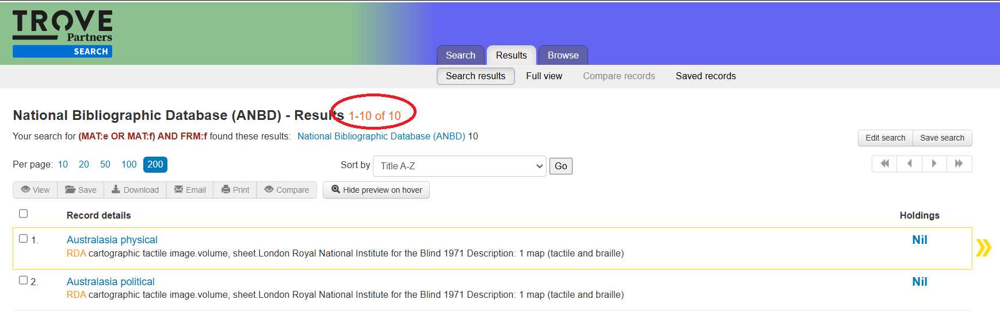 TROVE
Partners
SEARCH
Search Results Browse
Search results Full view Compare records Saved records
National Bibliographic Database (ANBD) - Results 1-10 of 10
Your search for (MAT:e OR MAT:f) AND FRM:f found these results: National Bibliographic Database (ANBD) 10
Edit search Save search
Per page: 10 20 50 100 200 Sort by Title A-Z Go
View Save Download Email Print Compare Hide preview on hover
Record details Holdings
1. Australasia physical Nil
RDA cartographic tactile image.volume, sheet.London Royal National Institute for the Blind 1971 Description: 1 map (tactile and braille)
2. Australasia political Nil
RDA cartographic tactile image.volume, sheet.London Royal National Institute for the Blind 1971 Description: 1 map (tactile and braille)